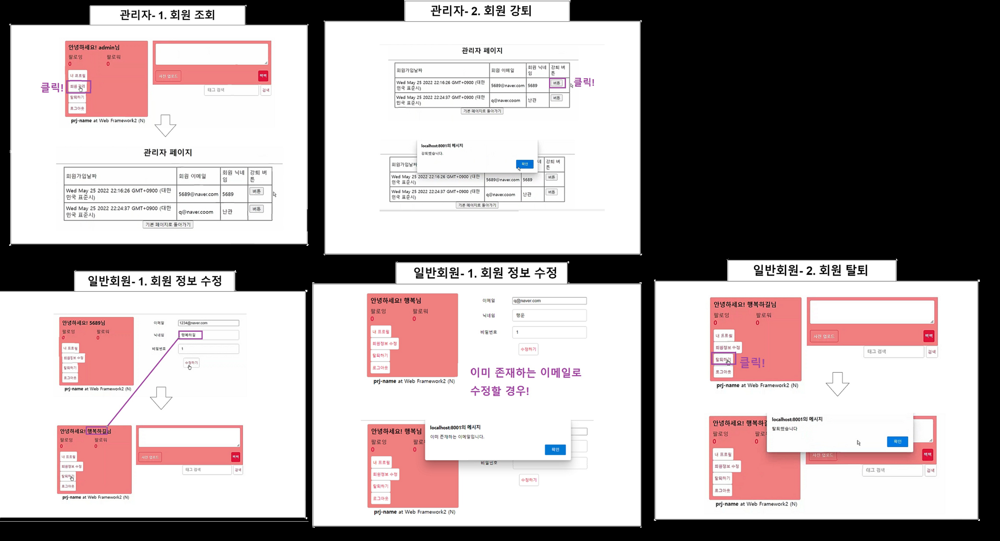 관리자- 1. 회원 조회
안녕하세요! admin님
팔로잉 팔로워
0 0
내 프로필
사진 업로드 짹짹
클릭! 회원 관리
태그 검색 검색
탈퇴하기
로그아웃
prj-name at Web Framework2 (N)
관리자 페이지
회원가입날짜 회원 이메일 회원 닉네 강퇴 버
임 튼
Wed May 25 2022 22:16:26 GMT+0900 (대한 5689@naver.com 5689 버튼
민국 표준시)
Wed May 25 2022 22:24:37 GMT+0900 (대한 q@naver.coom 난관 버튼
민국 표준시)
기본 페이지로 돌아가기
관리자- 2. 회원 강퇴
관리자 페이지
회원가입날짜 회원 이메일 회원 닉네 강퇴 버
임 튼
Wed May 25 2022 22:16:26 GMT+0900 (대한 5689@naver.com 5689 버튼 클릭!
민국 표준시)
Wed May 25 2022 22:24:37 GMT+0900 (대한 q@naver.coom 난관 버튼
민국 표준시)
기본 페이지로 돌아가기
localhost:8001의 메시지
강퇴했습니다.
확인
회원가입날짜 네 강퇴 버
튼
Wed May 25 2022 22:16:26 GMT+0900 (대한 5689@naver.com 5689 버튼
민국 표준시)
Wed May 25 2022 22:24:37 GMT+0900 (대한 q@naver.coom 난관 버튼
민국 표준시)
기본 페이지로 돌아가기
일반회원- 1. 회원 정보 수정
안녕하세요! 5689님
팔로잉 팔로워
0 0
내 프로필
회원정보 수정
탈퇴하기
로그아웃
prj-name at Web Framework2 (N)
이메일 1234@naver.com
닉네임 행복하길
비밀번호 1
수정하기
안녕하세요! 행복하길님
팔로잉 팔로워
0 0
내 프로필
회원정보 수정
탈퇴하기
로그아웃
prj-name at Web Framework2 (N)
사진 업로드 짹짹
태그 검색 검색
일반회원- 1. 회원 정보 수정
안녕하세요! 행복님
팔로잉 팔로워
0 0
내 프로필
회원정보 수정
탈퇴하기
로그아웃
prj-name at Web Framework2 (N)
이메일 q@naver.com
닉네임 행운
비밀번호 1
수정하기
이미 존재하는 이메일로
수정할 경우!
안녕하세요! 행복님
팔로잉 팔로
0 0
내 프로필
회원정보 수정
탈퇴하기
로그아웃
prj-name at Web Framework2 (N)
localhost:8001의 메시지
이미 존재하는 이메일입니다.
확인
비밀번호
수정하기
일반회원- 2. 회원 탈퇴
안녕하세요! 행복하길님
팔로잉 팔로워
0 0
내 프로필
회원정보 수정
탈퇴하기 클릭!
로그아웃
prj-name at Web Framework2 (N)
사진 업로드 짹짹
태그 검색 검색
안녕하세요! 행복하
팔로잉 팔로
0 0
내 프로필
회원정보 수정
탈퇴하기
로그아웃
prj-name at Web Framework2 (N)
localhost:8001의 메시지
탈퇴했습니다
확인
사진 업로드 짹짹
태그 검색 검색